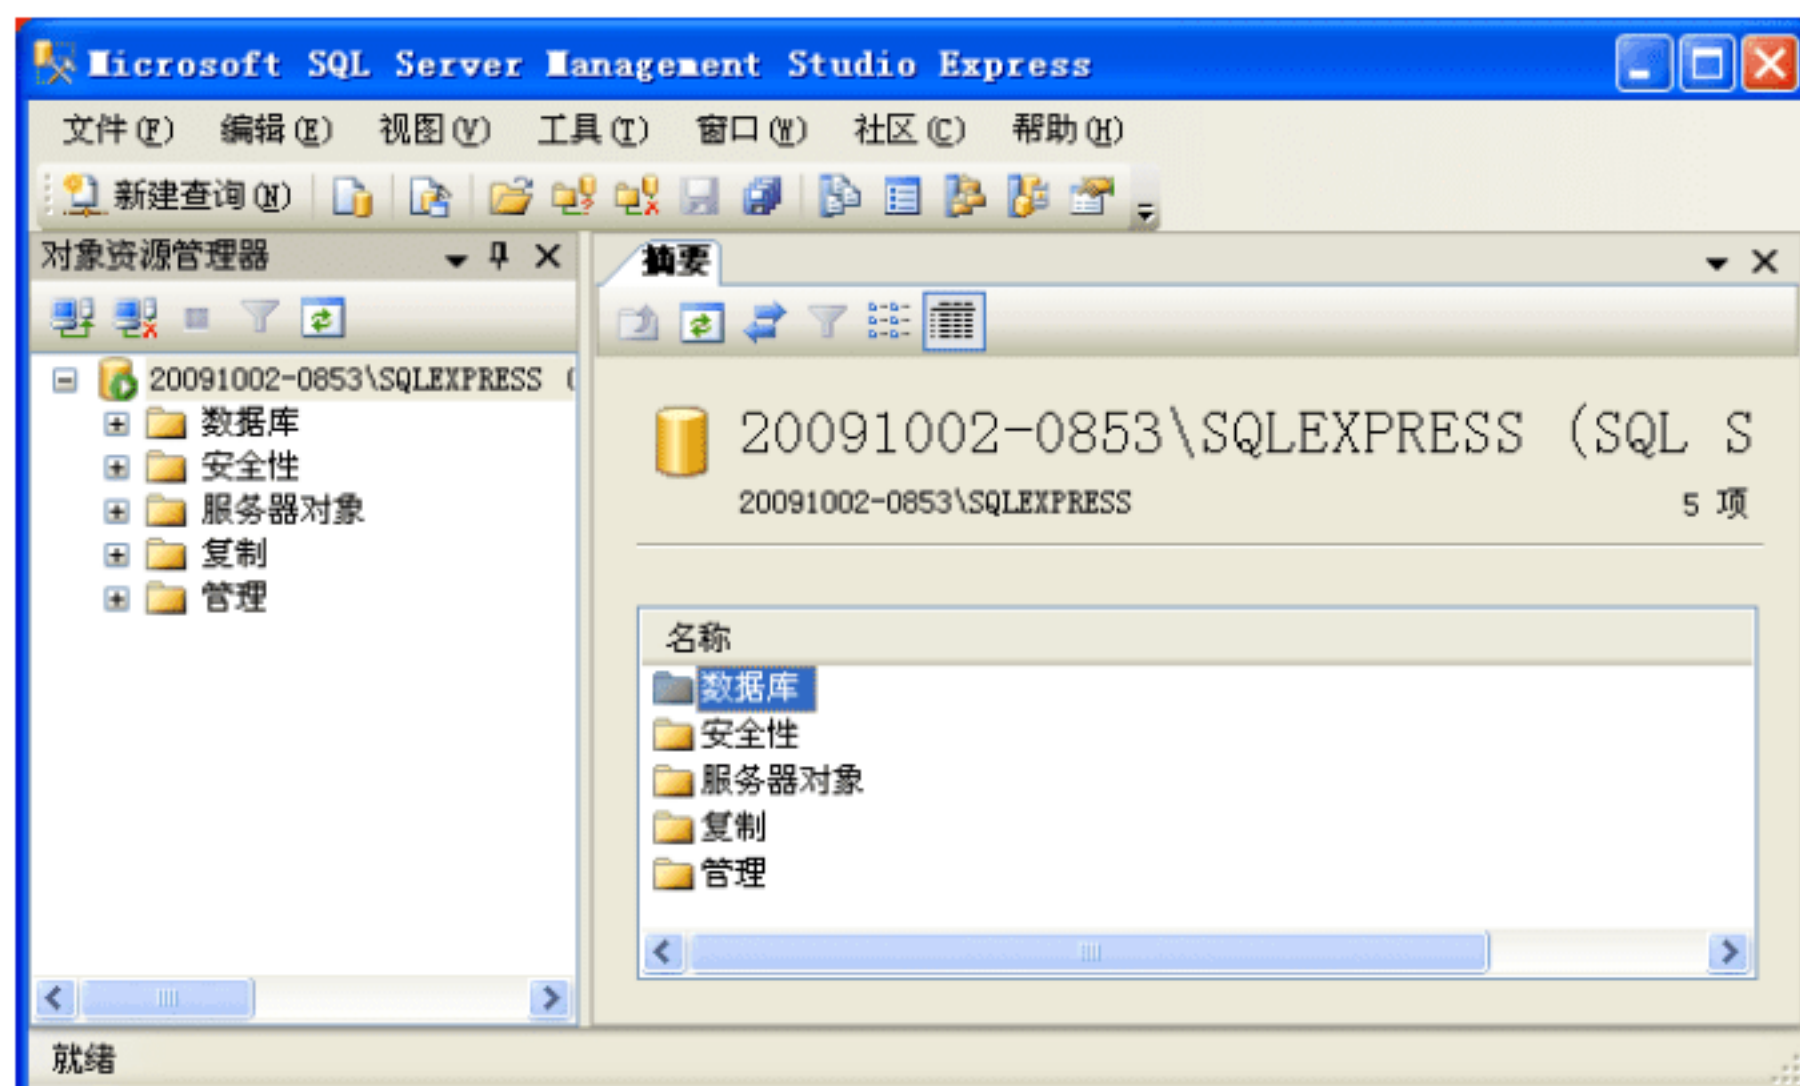 Microsoft SQL Server Management Studio Express
文件(F) 编辑(E) 视图(V) 工具(T) 窗口(W) 社区(C) 帮助(H)
新建查询(N)
对象资源管理器
摘要
20091002-0853\SQLEXPRESS (
数据库
安全性
服务器对象
复制
管理
20091002-0853\SQLEXPRESS (SQL S
20091002-0853\SQLEXPRESS 5 项
名称
数据库
安全性
服务器对象
复制
管理
就绪